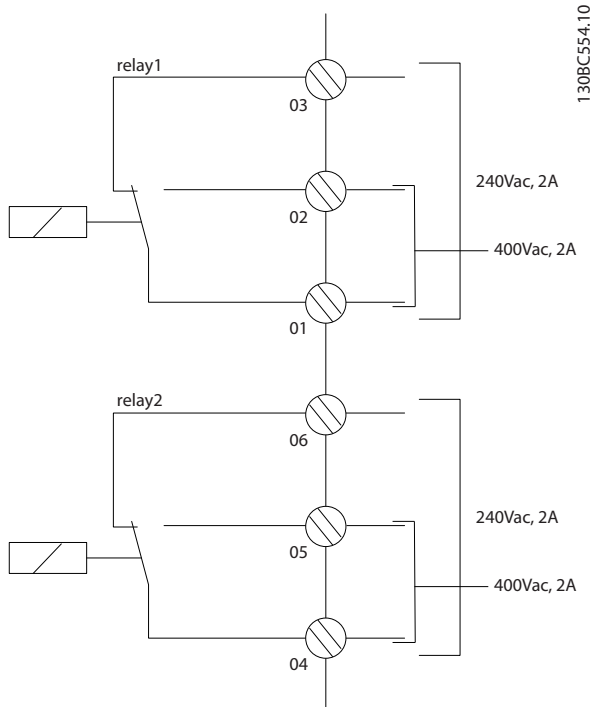 130BC554.10
relay1
03
240Vac, 2A
02
400Vac, 2A
01
relay2
06
240Vac, 2A
05
400Vac, 2A
04